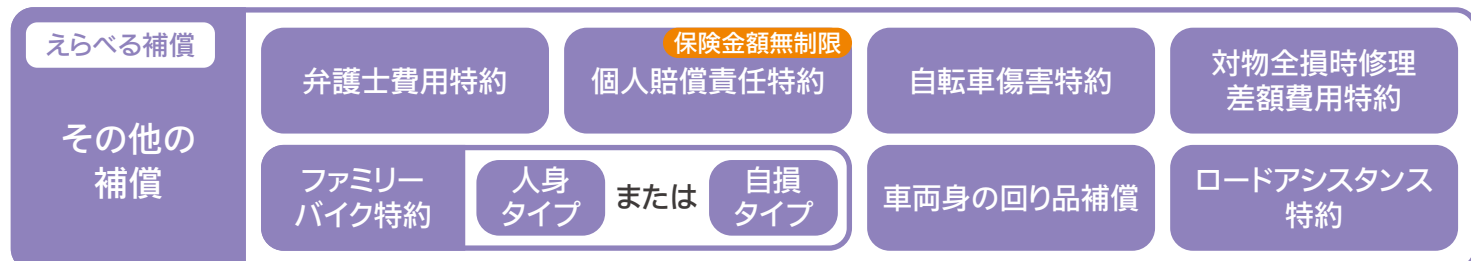 えらべる補償
その他の
補償
弁護士費用特約
保険金額無制限
個人賠償責任特約
自転車傷害特約
対物全損時修理
差額費用特約
ファミリー
バイク特約
人身
タイプ
または
自損
タイプ
車両身の回り品補償
ロードアシスタンス
特約